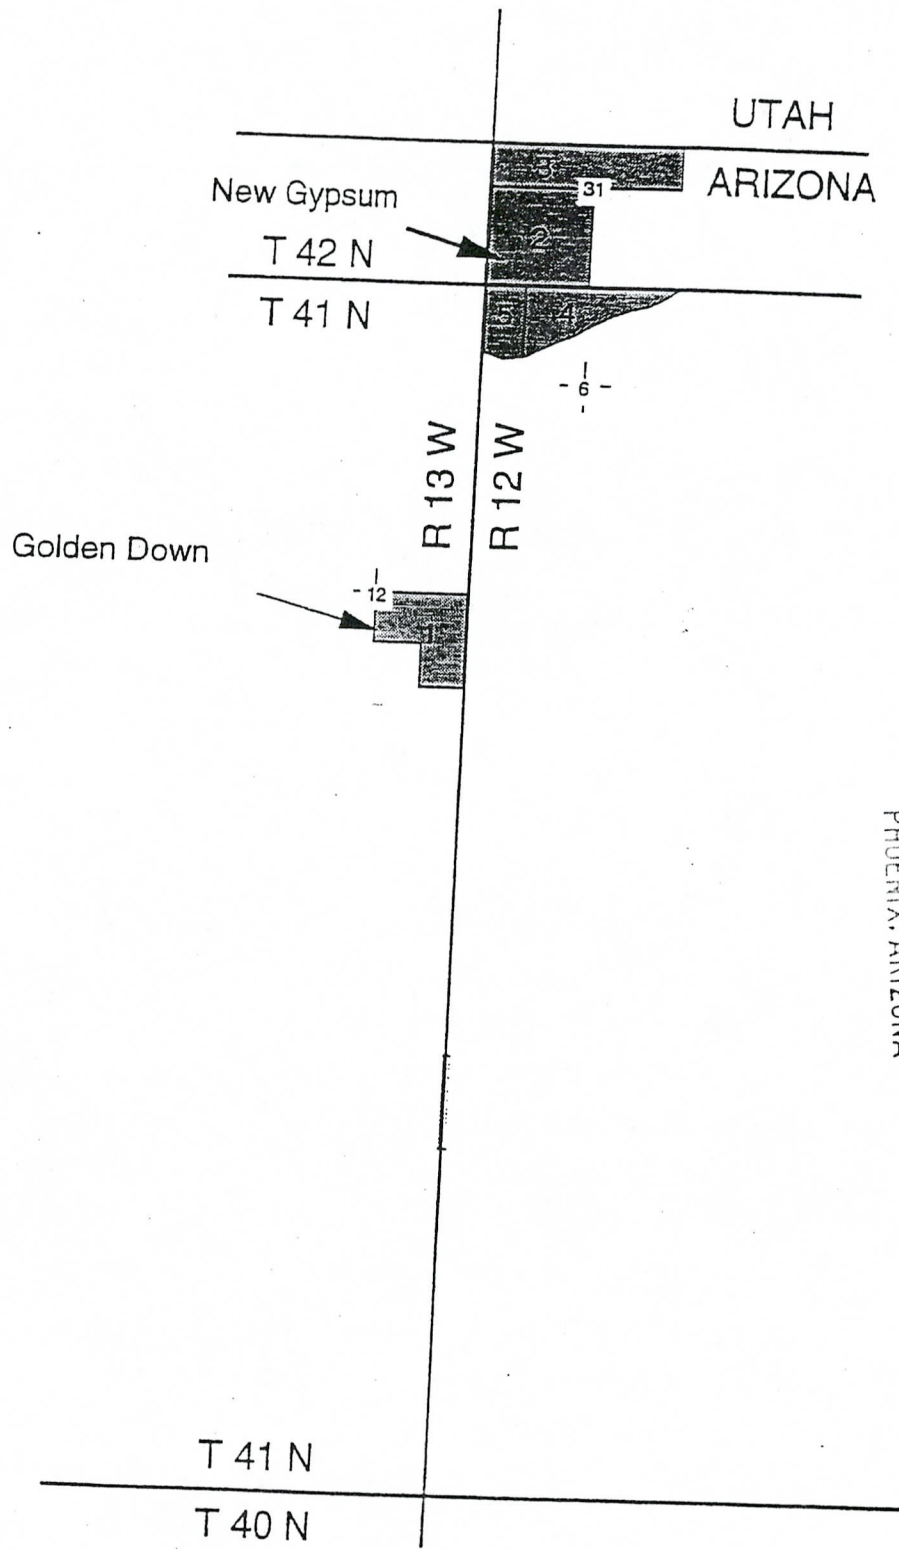 UTAH
ARIZONA
3
31
New Gypsum
2
T 42 N
T 41 N
5 4
- 6 -
R 13 W
R 12 W
Golden Down
- 12
1
PHOENIX, ARIZONA
T 41 N
T 40 N